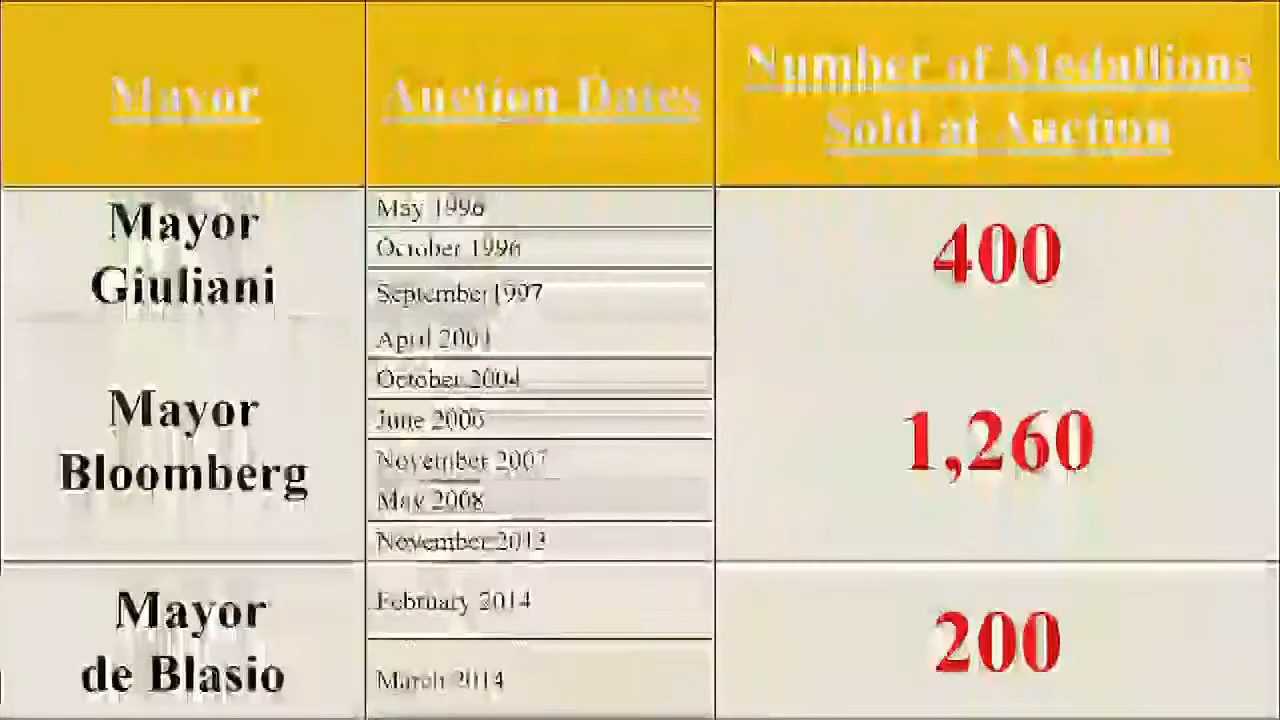 Mayor
Auction Dates
Number of Medallions
Sold at Auction
Mayor
Giuliani
May 1996
October 1996
September 1997
400
Mayor
Bloomberg
April 2004
October 2004
June 2006
November 2007
May 2008
November 2013
1,260
Mayor
de Blasio
February 2014
March 2014
200